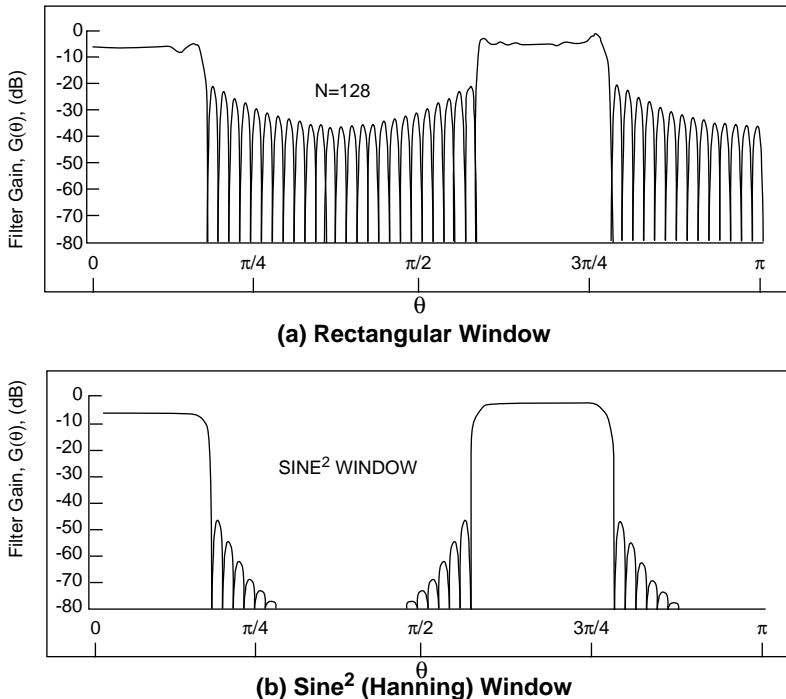 Filter Gain, G(θ), (dB)
0
-10
-20
-30
-40
-50
-60
-70
-80
N=128
0 π/4 π/2 3π/4 π
θ
(a) Rectangular Window
Filter Gain, G(θ), (dB)
0
-10
-20
-30
-40
-50
-60
-70
-80
SINE² WINDOW
0 π/4 π/2 3π/4 π
θ
(b) Sine² (Hanning) Window